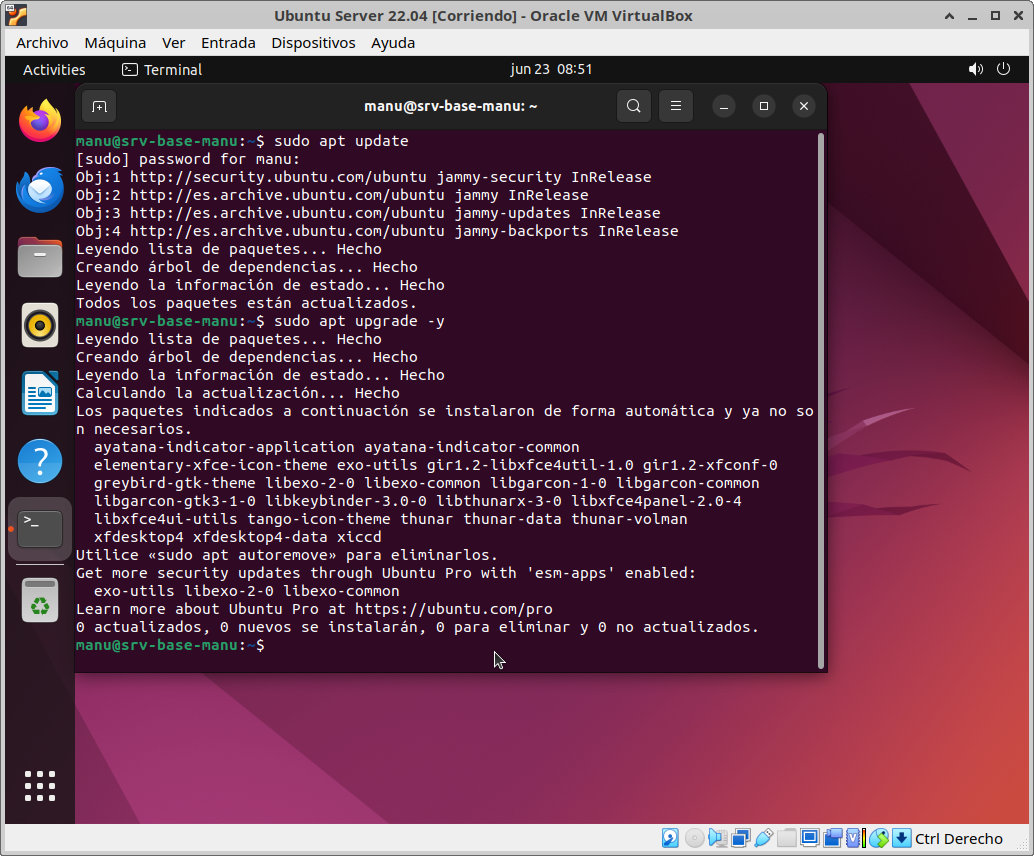 Ubuntu Server 22.04 [Corriendo] - Oracle VM VirtualBox
Archivo Máquina Ver Entrada Dispositivos Ayuda
Activities Terminal jun 23 08:51
manu@srv-base-manu: ~
manu@srv-base-manu:~$ sudo apt update
[sudo] password for manu:
Obj:1 http://security.ubuntu.com/ubuntu jammy-security InRelease
Obj:2 http://es.archive.ubuntu.com/ubuntu jammy InRelease
Obj:3 http://es.archive.ubuntu.com/ubuntu jammy-updates InRelease
Obj:4 http://es.archive.ubuntu.com/ubuntu jammy-backports InRelease
Leyendo lista de paquetes... Hecho
Creando árbol de dependencias... Hecho
Leyendo la información de estado... Hecho
Todos los paquetes están actualizados.
manu@srv-base-manu:~$ sudo apt upgrade -y
Leyendo lista de paquetes... Hecho
Creando árbol de dependencias... Hecho
Leyendo la información de estado... Hecho
Calculando la actualización... Hecho
Los paquetes indicados a continuación se instalaron de forma automática y ya no so
n necesarios.
ayatana-indicator-application ayatana-indicator-common
elementary-xfce-icon-theme exo-utils gir1.2-libxfce4util-1.0 gir1.2-xfconf-0
greybird-gtk-theme libexo-2-0 libexo-common libgarcon-1-0 libgarcon-common
libgarcon-gtk3-1-0 libkeybinder-3.0-0 libthunarx-3-0 libxfce4panel-2.0-4
libxfce4ui-utils tango-icon-theme thunar thunar-data thunar-volman
xfdesktop4 xfdesktop4-data xiccd
Utilice «sudo apt autoremove» para eliminarlos.
Get more security updates through Ubuntu Pro with 'esm-apps' enabled:
exo-utils libexo-2-0 libexo-common
Learn more about Ubuntu Pro at https://ubuntu.com/pro
0 actualizados, 0 nuevos se instalarán, 0 para eliminar y 0 no actualizados.
manu@srv-base-manu:~$
Ctrl Derecho